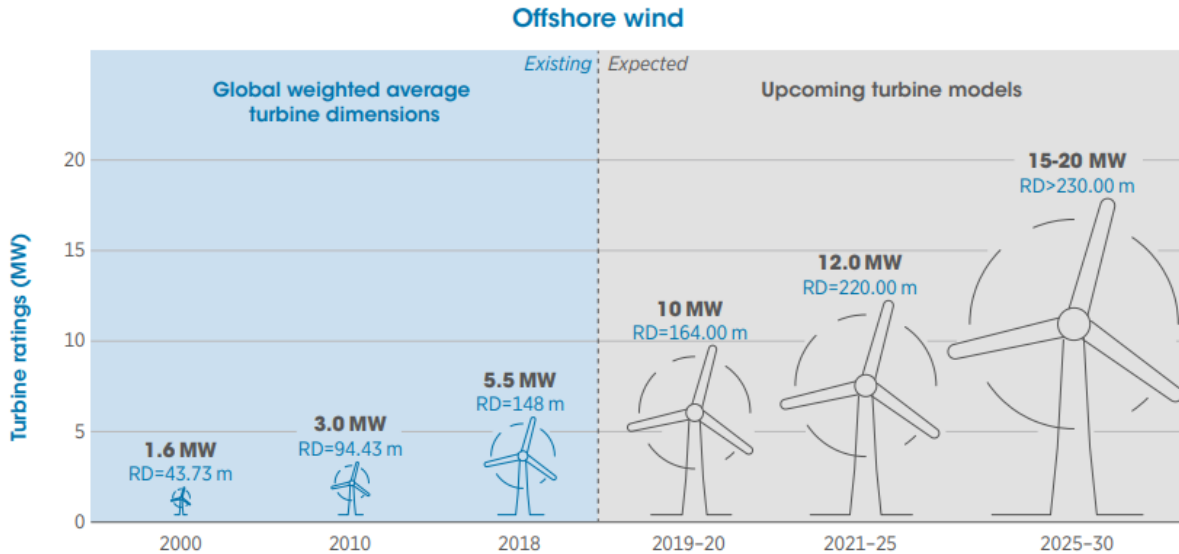 Offshore wind
Existing
Expected
Global weighted average
turbine dimensions
Upcoming turbine models
Turbine ratings (MW)
20
15
10
5
0
1.6 MW
RD=43.73 m
3.0 MW
RD=94.43 m
5.5 MW
RD=148 m
10 MW
RD=164.00 m
12.0 MW
RD=220.00 m
15-20 MW
RD>230.00 m
2000
2010
2018
2019–20
2021–25
2025–30